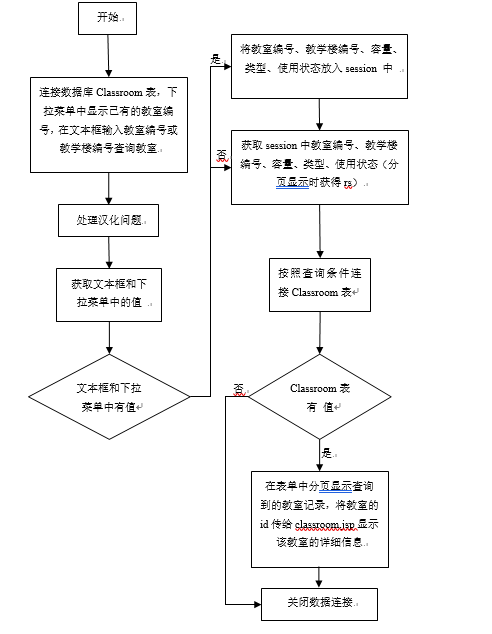 开始
连接数据库 Classroom 表，下
拉菜单中显示已有的教室编
号，在文本框输入教室编号或
教学楼编号查询教室
处理汉化问题
获取文本框和下
拉菜单中的值
文本框和下拉
菜单中有值
是
否
将教室编号、教学楼编号、容量、
类型、使用状态放入 session 中
获取 session 中教室编号、教学楼
编号、容量、类型、使用状态（分
页显示时获得 rs）
按照查询条件连
接 Classroom 表
Classroom 表
有 值
否
是
在表单中分页显示查询
到的教室记录，将教室的
id 传给 classroom.jsp 显示
该教室的详细信息
关闭数据连接